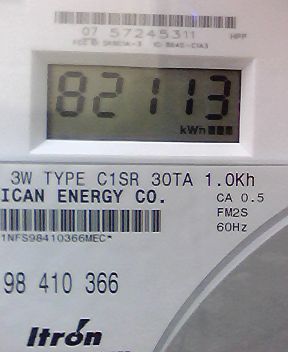 07 57245311 HPP
82113
kWh
3W TYPE C1SR 30TA 1.0Kh
ICAN ENERGY CO. CA 0.5
FM2S
60Hz
1NFS98410366MEC*
98 410 366
Itron